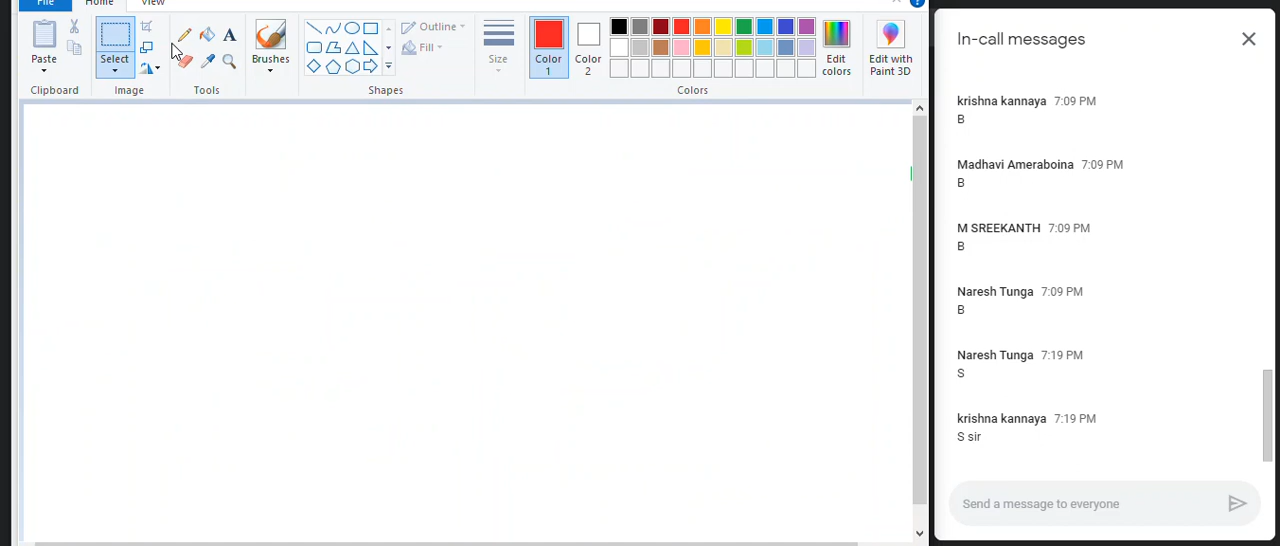 File
Home
View
Paste
Select
A
Brushes
Outline
Fill
Size
Color
1
Color
2
Edit
colors
Edit with
Paint 3D
Clipboard
Image
Tools
Shapes
Colors
In-call messages
krishna kannaya 7:09 PM
B
Madhavi Ameraboina 7:09 PM
B
M SREEKANTH 7:09 PM
B
Naresh Tunga 7:09 PM
B
Naresh Tunga 7:19 PM
S
krishna kannaya 7:19 PM
S sir
Send a message to everyone